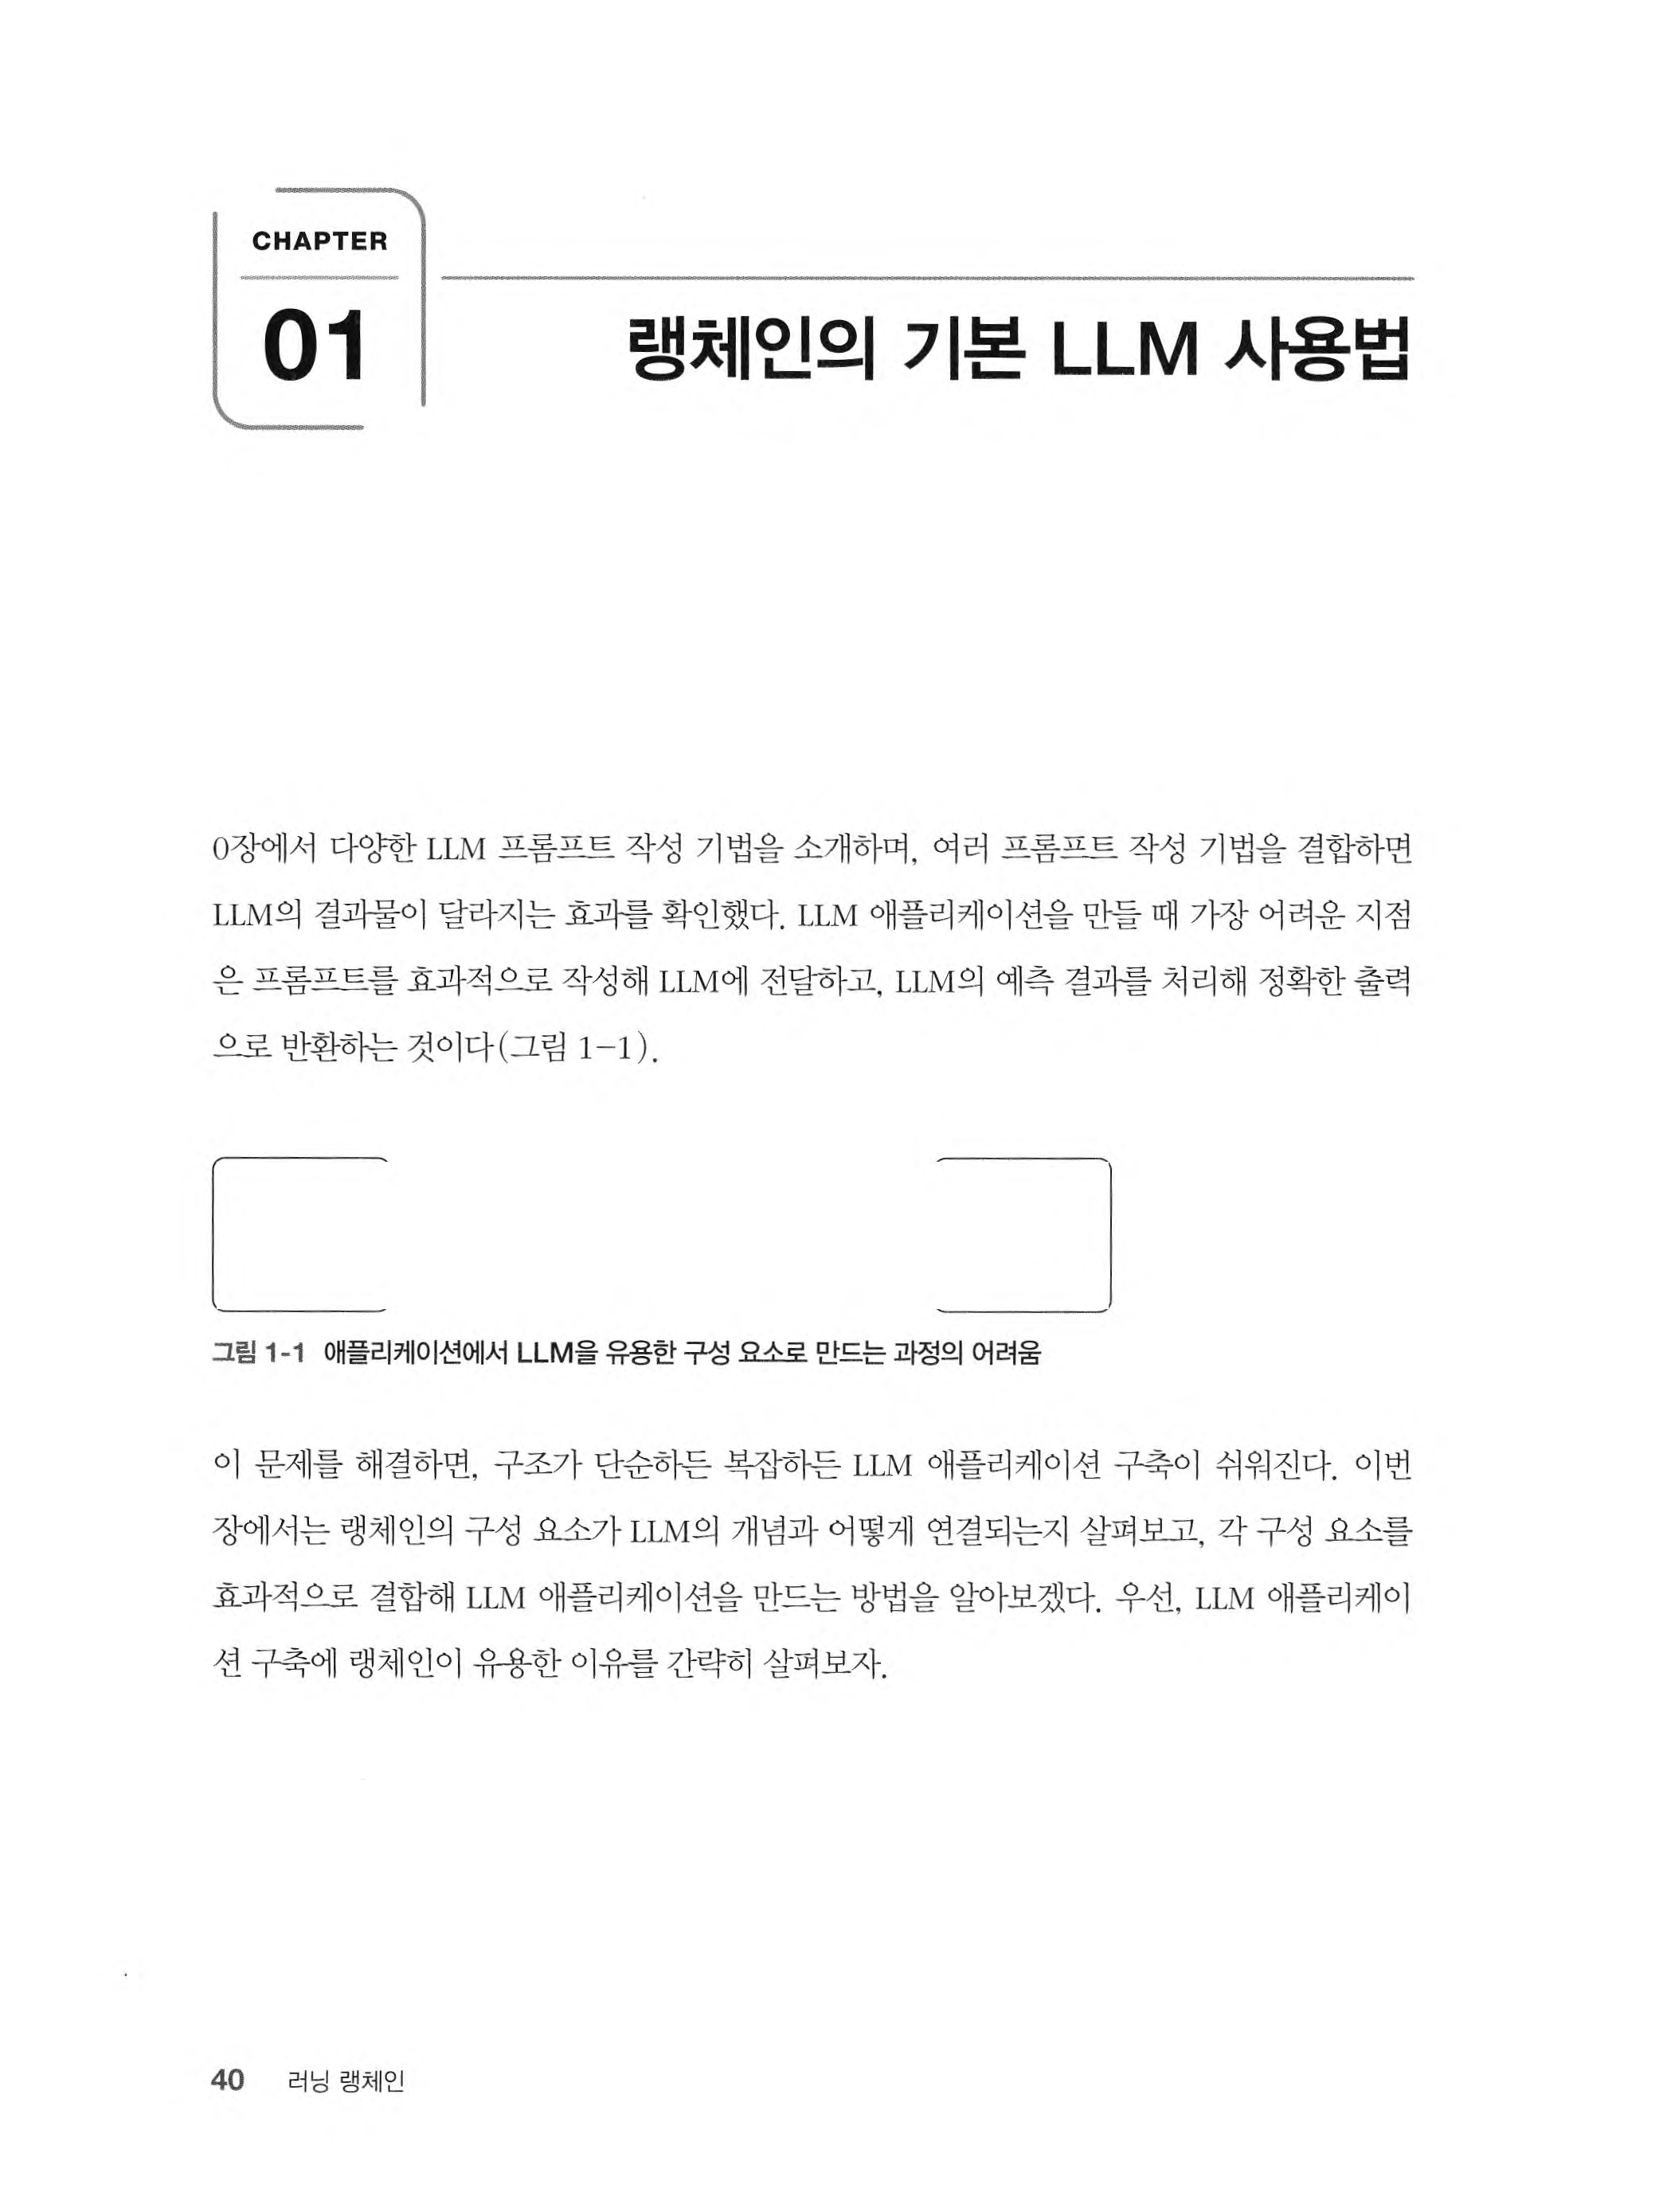 CHAPTER
01
랭체인의 기본 LLM 사용법
0장에서 다양한 LLM 프롬프트 작성 기법을 소개하며, 여러 프롬프트 작성 기법을 결합하면
LLM의 결과물이 달라지는 효과를 확인했다. LLM 애플리케이션을 만들 때 가장 어려운 지점
은 프롬프트를 효과적으로 작성해 LLM에 전달하고, LLM의 예측 결과를 처리해 정확한 출력
으로 반환하는 것이다(그림 1-1).
그림 1-1 애플리케이션에서 LLM을 유용한 구성 요소로 만드는 과정의 어려움
이 문제를 해결하면, 구조가 단순하든 복잡하든 LLM 애플리케이션 구축이 쉬워진다. 이번
장에서는 랭체인의 구성 요소가 LLM의 개념과 어떻게 연결되는지 살펴보고, 각 구성 요소를
효과적으로 결합해 LLM 애플리케이션을 만드는 방법을 알아보겠다. 우선, LLM 애플리케이
션 구축에 랭체인이 유용한 이유를 간략히 살펴보자.
40 러닝 랭체인